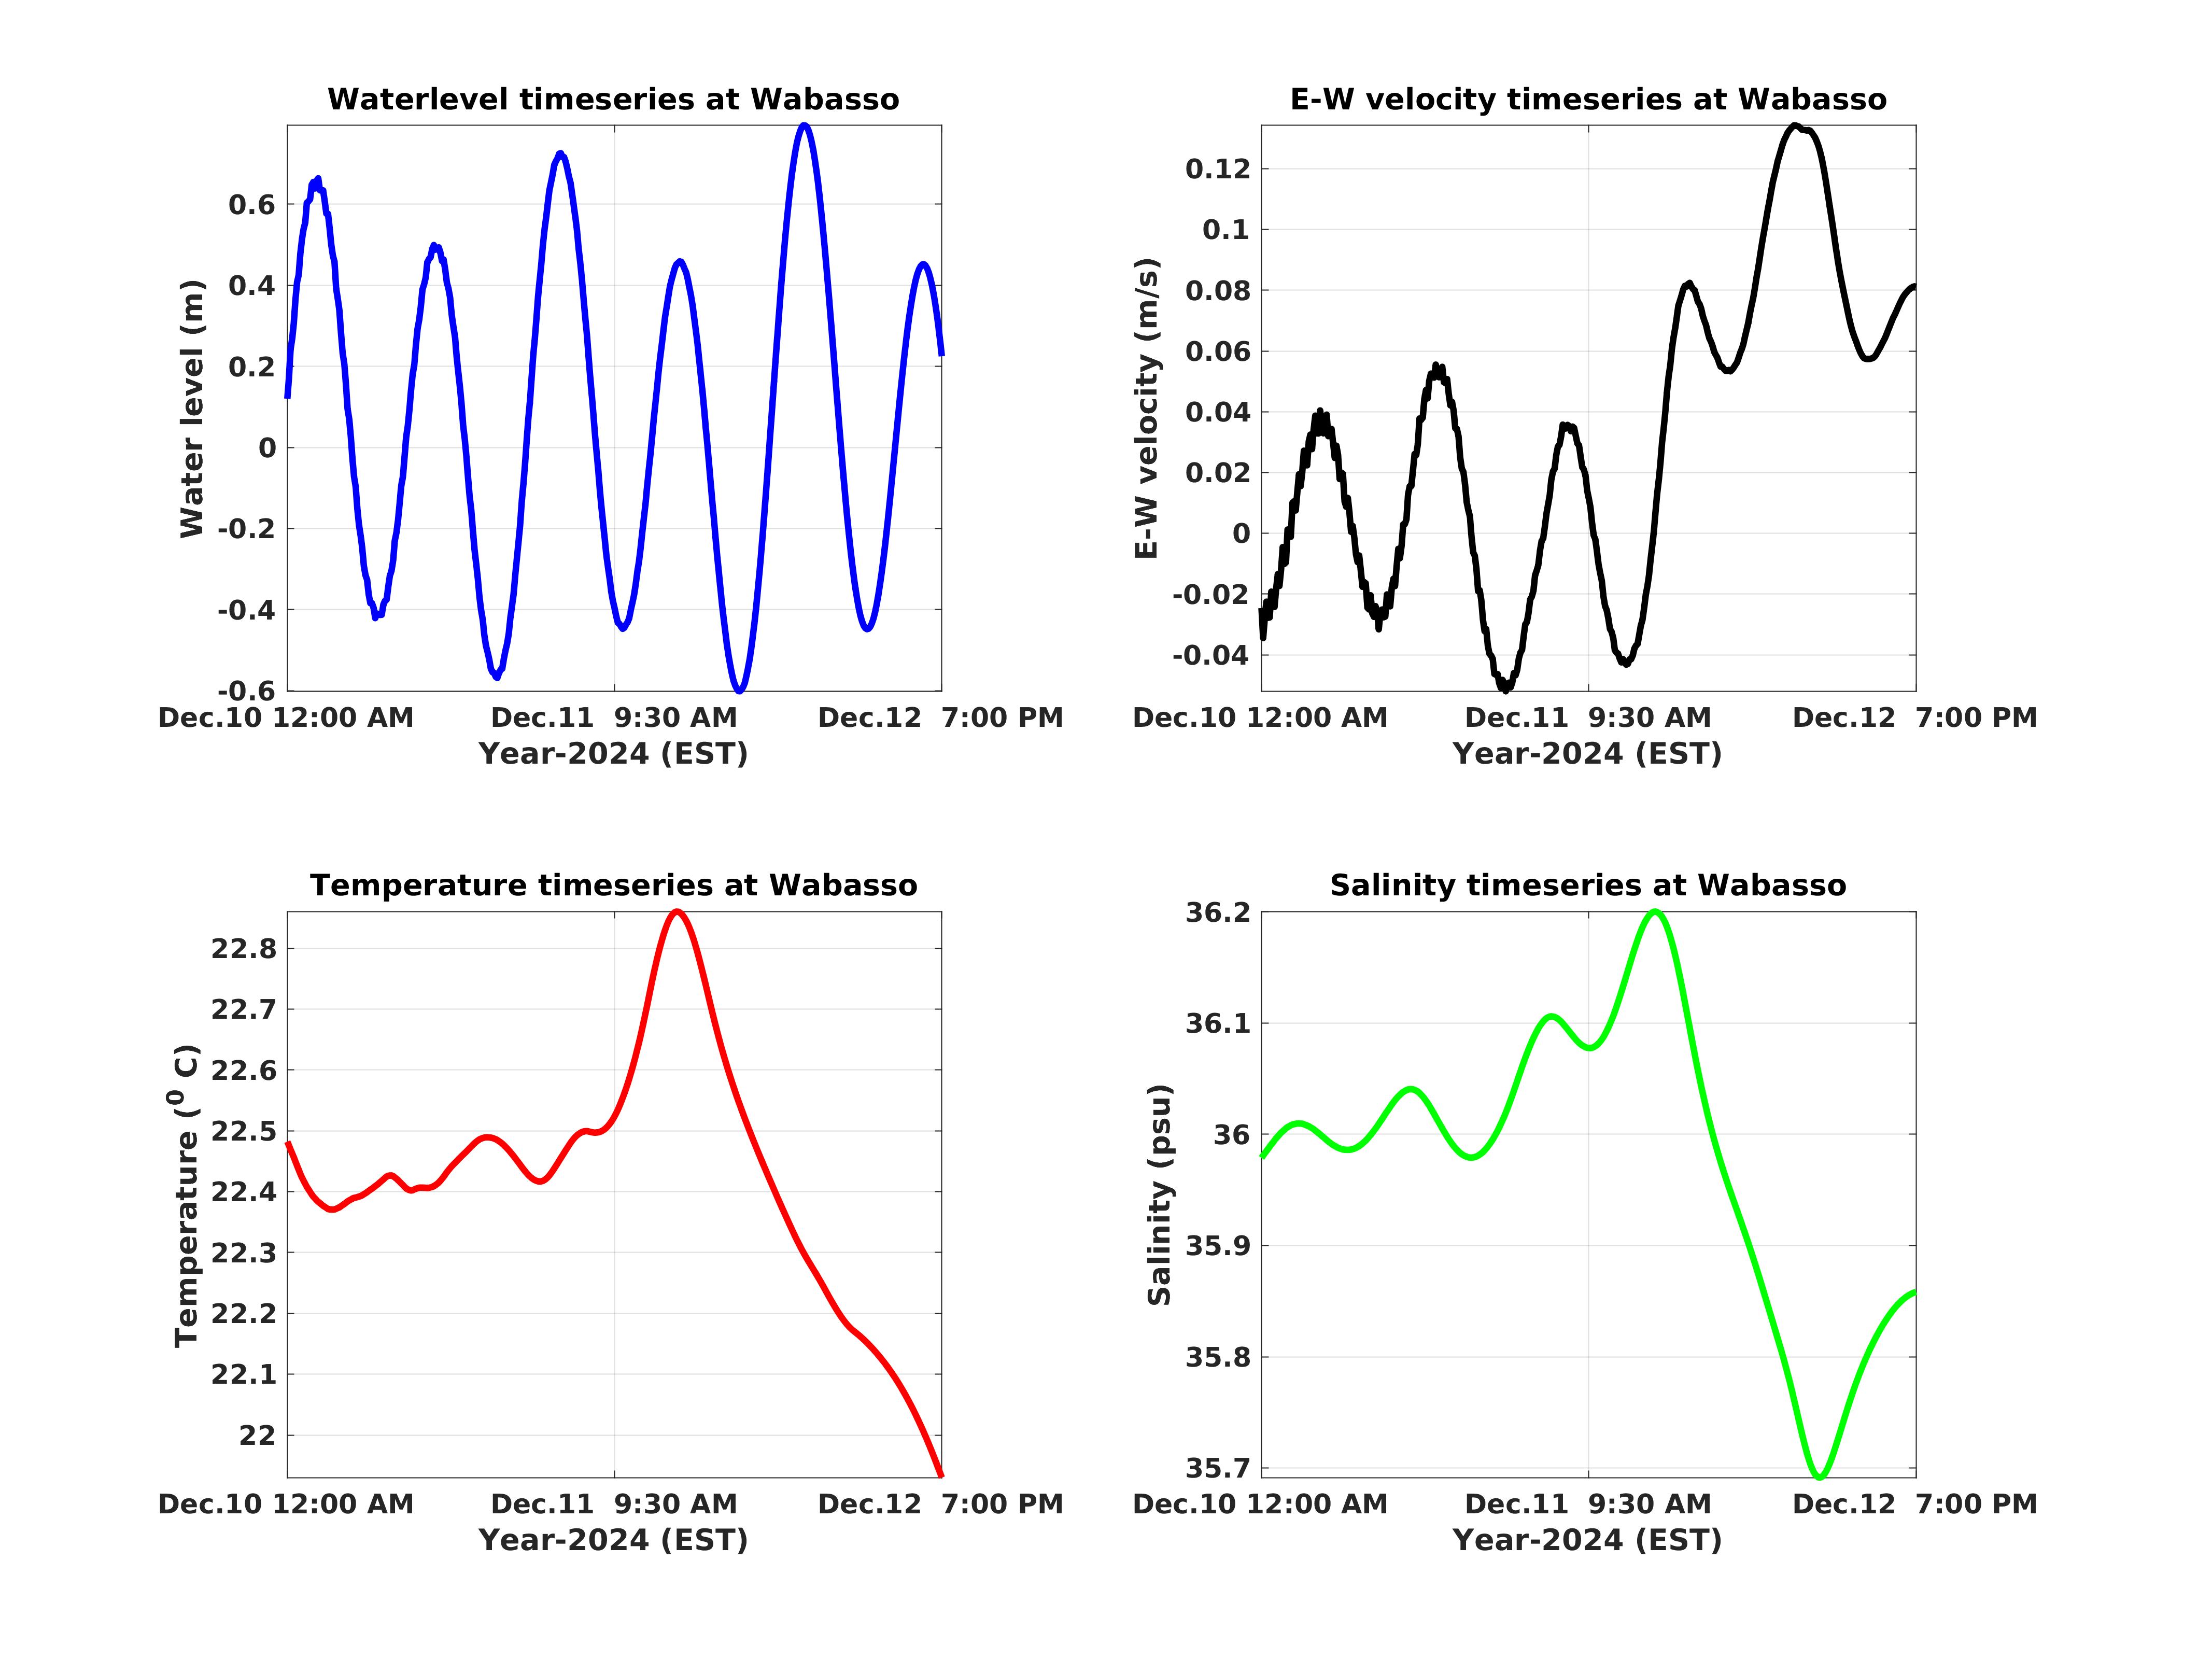 Waterlevel timeseries at Wabasso
0.6
0.4
0.2
0
-0.2
-0.4
-0.6
Water level (m)
Dec.10 12:00 AM
Dec.11 9:30 AM
Dec.12 7:00 PM
Year-2024 (EST)
E-W velocity timeseries at Wabasso
0.12
0.1
0.08
0.06
0.04
0.02
0
-0.02
-0.04
E-W velocity (m/s)
Dec.10 12:00 AM
Dec.11 9:30 AM
Dec.12 7:00 PM
Year-2024 (EST)
Temperature timeseries at Wabasso
22.8
22.7
22.6
22.5
22.4
22.3
22.2
22.1
22
Temperature (⁰ C)
Dec.10 12:00 AM
Dec.11 9:30 AM
Dec.12 7:00 PM
Year-2024 (EST)
Salinity timeseries at Wabasso
36.2
36.1
36
35.9
35.8
35.7
Salinity (psu)
Dec.10 12:00 AM
Dec.11 9:30 AM
Dec.12 7:00 PM
Year-2024 (EST)